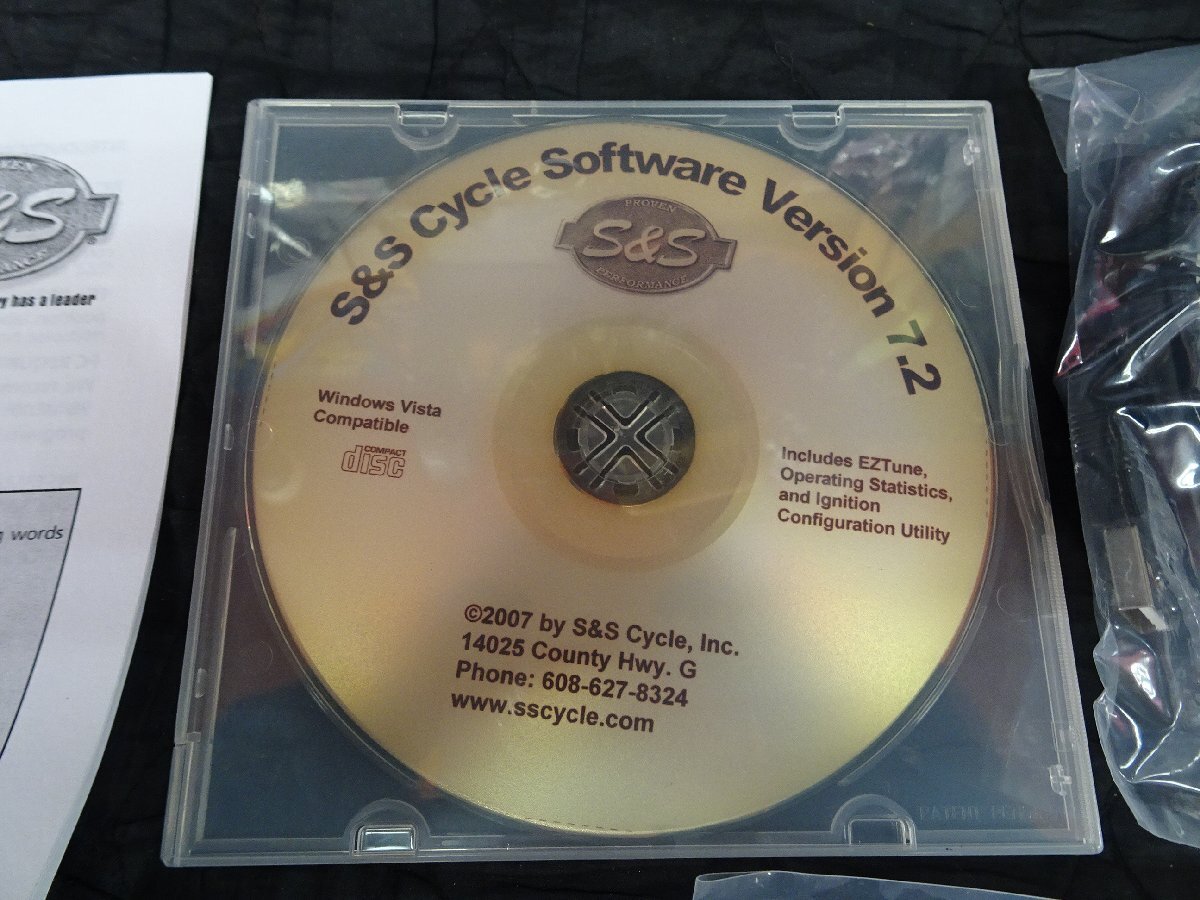 S&S Cycle Software Version 7.2
PROVEN
S&S
PERFORMANCE
Windows Vista
Compatible
COMPACT
disc
Includes EZTune,
Operating Statistics,
and Ignition
Configuration Utility
©2007 by S&S Cycle, Inc.
14025 County Hwy. G
Phone: 608-627-8324
www.sscycle.com
&S
®
has a leader
words